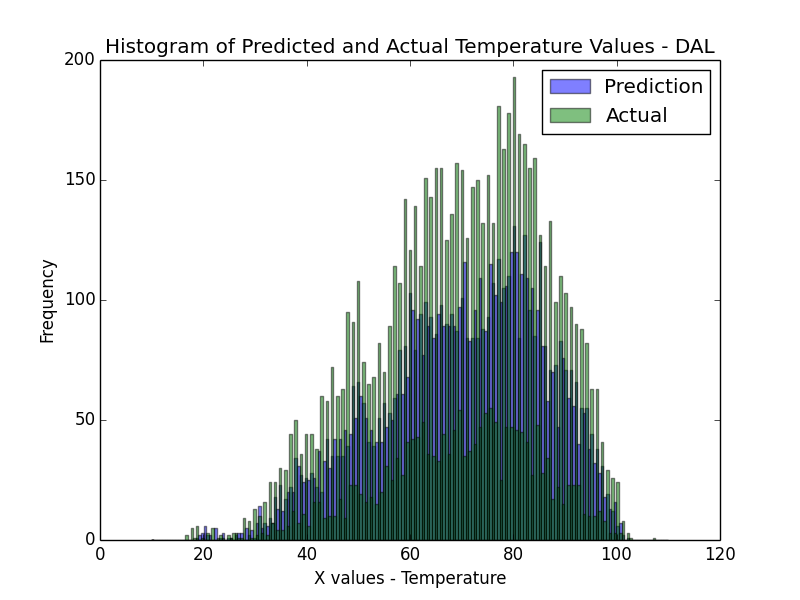 Histogram of Predicted and Actual Temperature Values - DAL
200
150
100
50
0
Frequency
Prediction
Actual
0 20 40 60 80 100 120
X values - Temperature